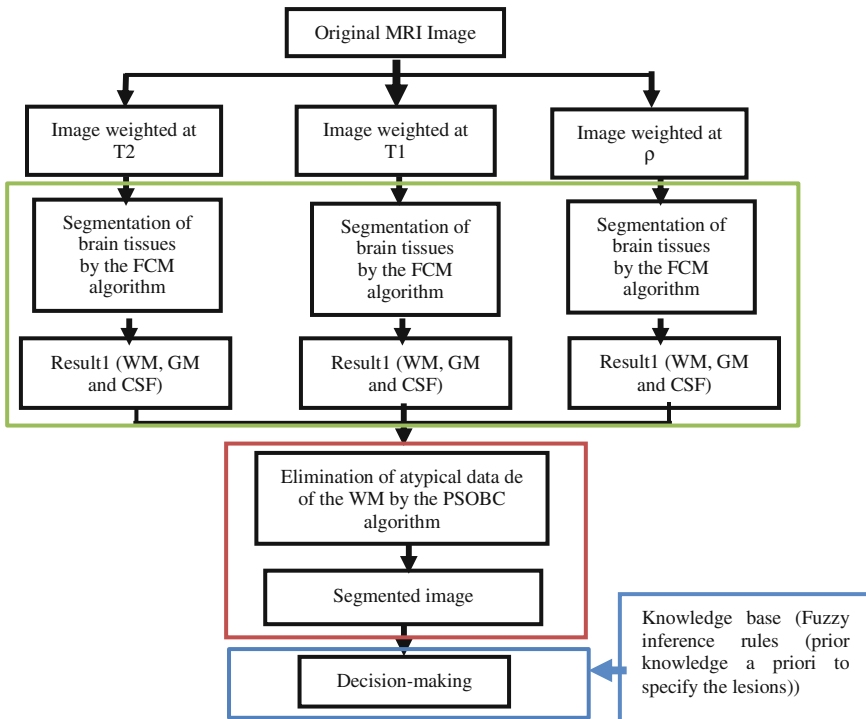 Original MRI Image
Image weighted at
T2
Image weighted at
T1
Image weighted at
ρ
Segmentation of
brain tissues
by the FCM
algorithm
Segmentation of
brain tissues
by the FCM
algorithm
Segmentation of
brain tissues
by the FCM
algorithm
Result1 (WM, GM
and CSF)
Result1 (WM, GM
and CSF)
Result1 (WM, GM
and CSF)
Elimination of atypical data de
of the WM by the PSOBC
algorithm
Segmented image
Decision-making
Knowledge base (Fuzzy
inference rules (prior
knowledge a priori to
specify the lesions))